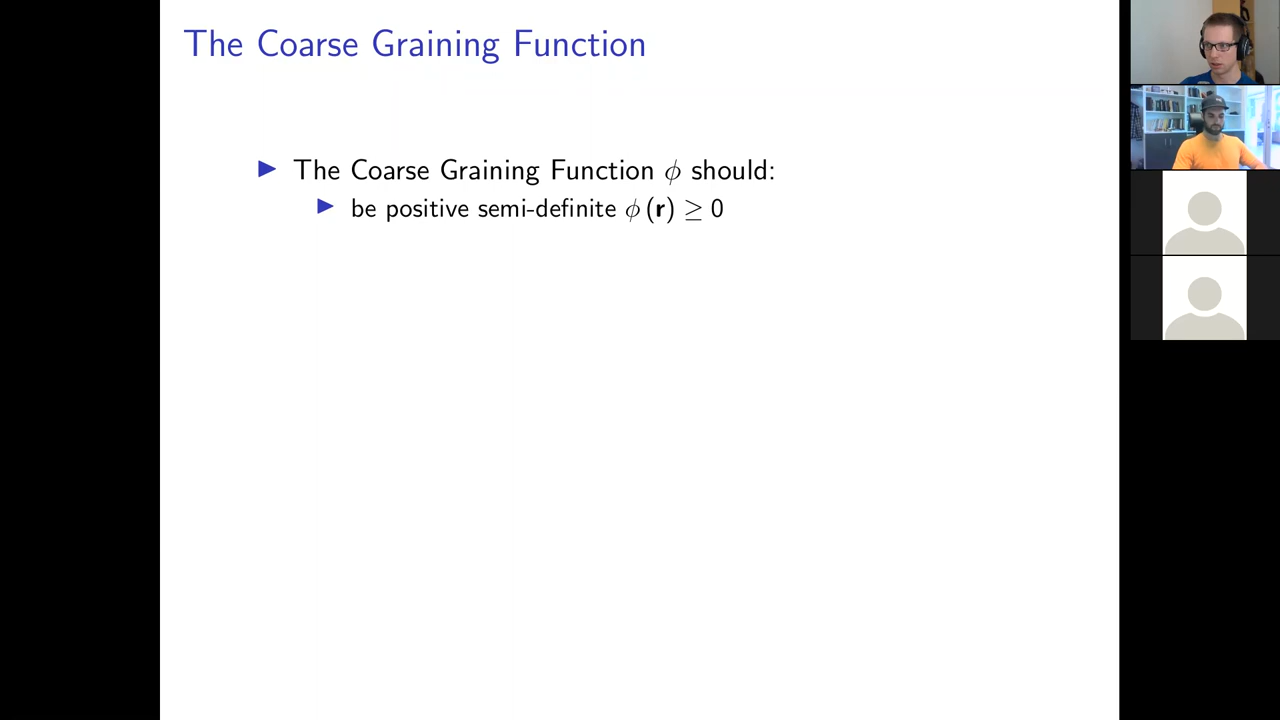 The Coarse Graining Function
▶ The Coarse Graining Function ϕ should:
▶ be positive semi-definite ϕ (r) ≥ 0